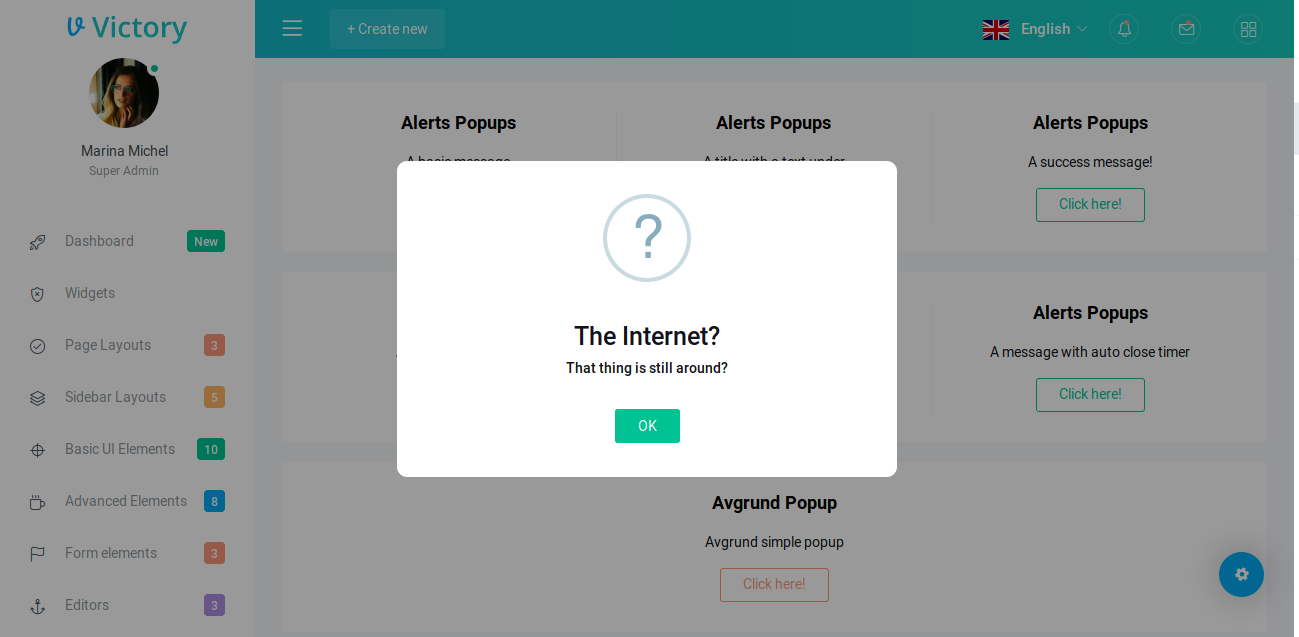 Victory
+ Create new
English
Marina Michel
Super Admin
Dashboard New
Widgets
Page Layouts 3
Sidebar Layouts 5
Basic UI Elements 10
Advanced Elements 8
Form elements 3
Editors 3
Alerts Popups
A basic message
Alerts Popups
A title with a text under
Alerts Popups
A success message!
Click here!
?
The Internet?
That thing is still around?
OK
Alerts Popups
A message with auto close timer
Click here!
Avgrund Popup
Avgrund simple popup
Click here!